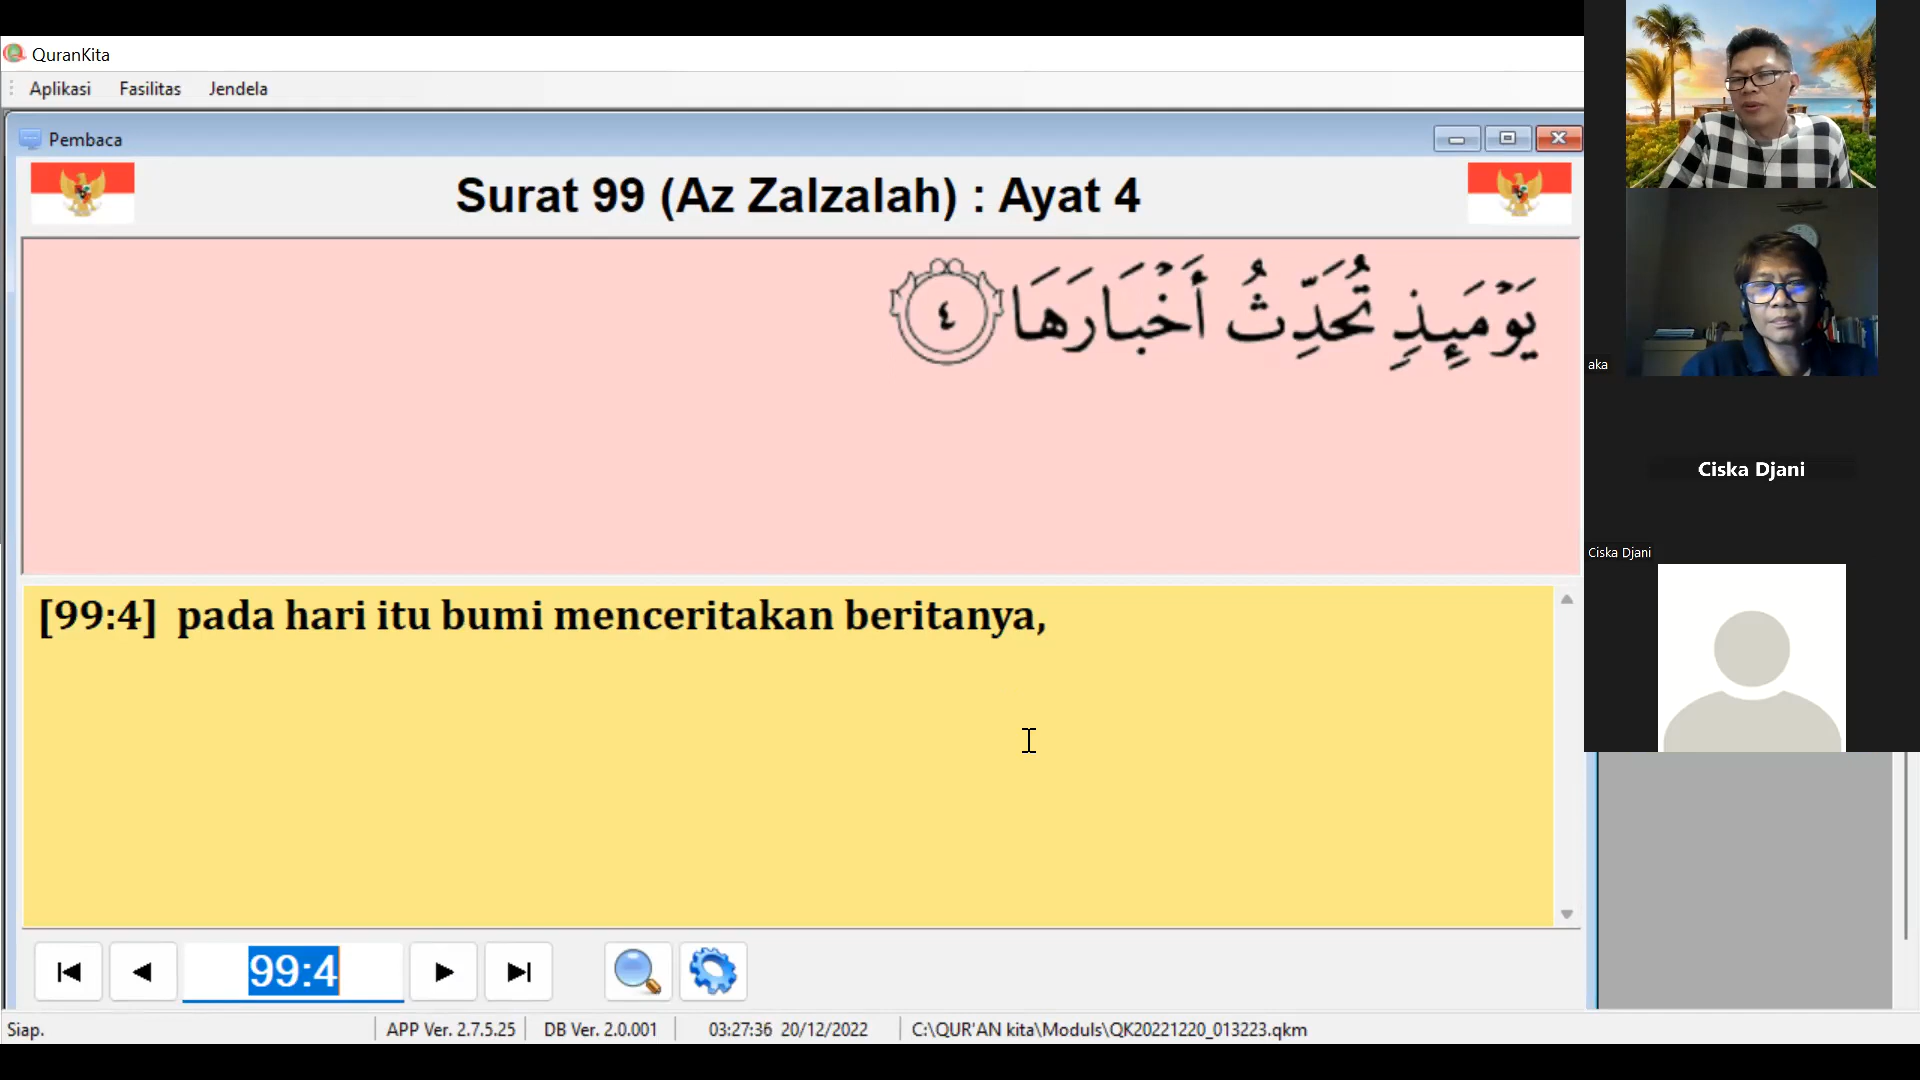 QuranKita
Aplikasi Fasilitas Jendela
Pembaca
Surat 99 (Az Zalzalah) : Ayat 4
يَوْمَئِذٍ تُحَدِّثُ أَخْبَارَهَا ٤
[99:4] pada hari itu bumi menceritakan beritanya,
99:4
Siap. APP Ver. 2.7.5.25 DB Ver. 2.0.001 03:27:36 20/12/2022 C:\QUR'AN kita\Moduls\QK20221220_013223.qkm
aka
Ciska Djani
Ciska Djani